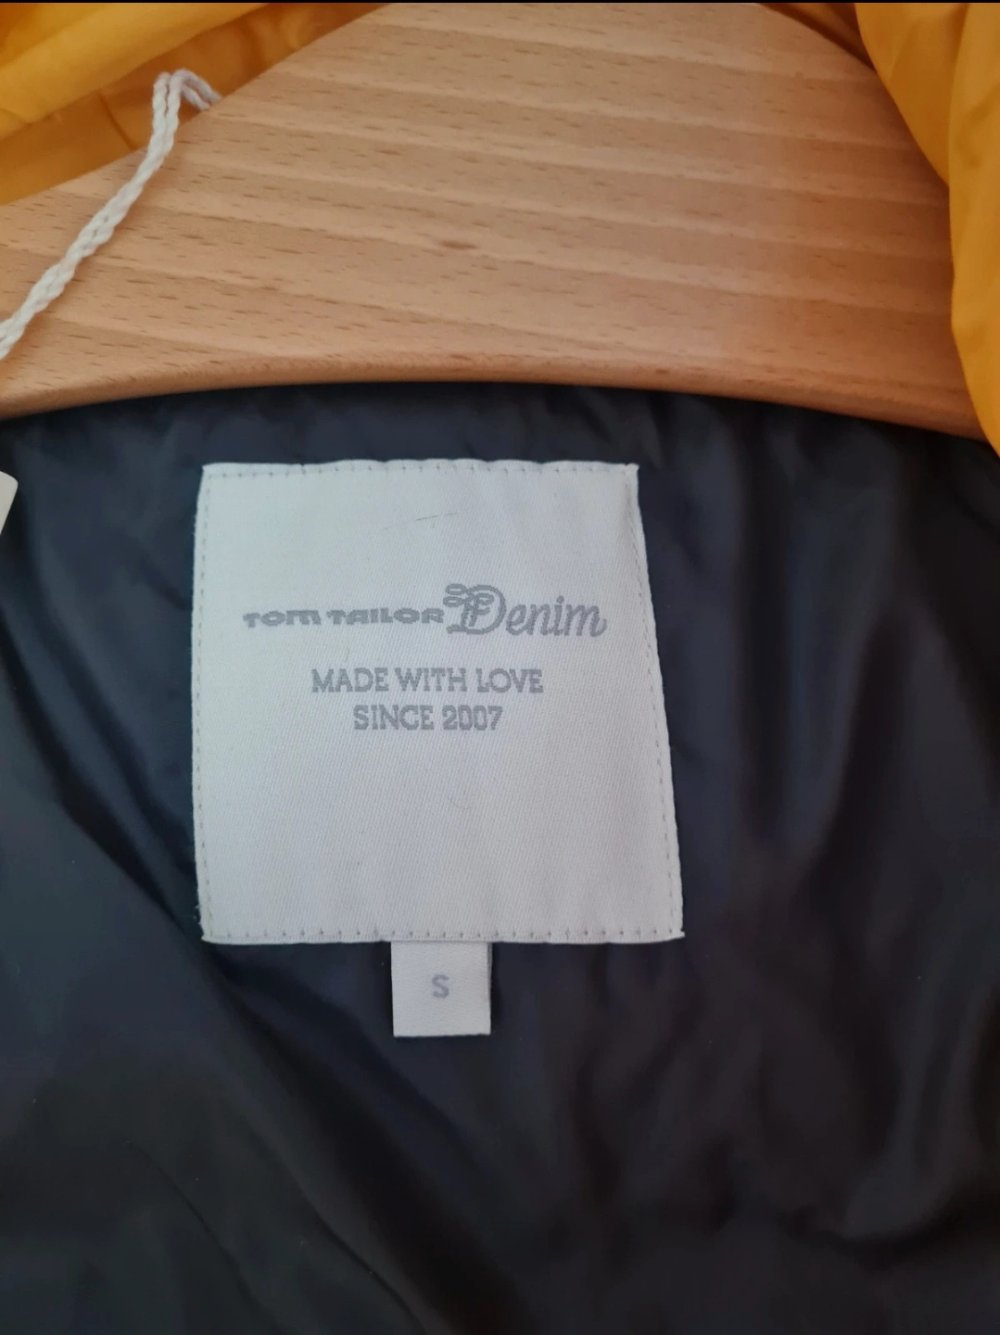 TOM TAILOR Denim
MADE WITH LOVE
SINCE 2007
S